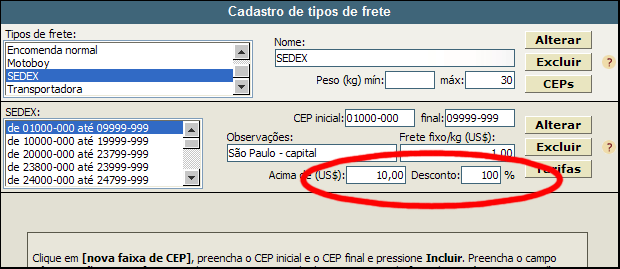 Cadastro de tipos de frete
Tipos de frete:
Encomenda normal
Motoboy
SEDEX
Transportadora
Nome:
SEDEX
Peso (kg) mín: máx: 30
Alterar
Excluir ?
CEPs
SEDEX:
de 01000-000 até 09999-999
de 10000-000 até 19999-999
de 20000-000 até 23799-999
de 23800-000 até 23999-999
de 24000-000 até 24799-999
CEP inicial: 01000-000 final: 09999-999
Observações: Frete fixo/kg (US$):
São Paulo - capital 1,00
Acima de (US$): 10,00 Desconto: 100 %
Alterar
Excluir ?
Tarifas
Clique em [nova faixa de CEP], preencha o CEP inicial e o CEP final e pressione Incluir. Preencha o campo